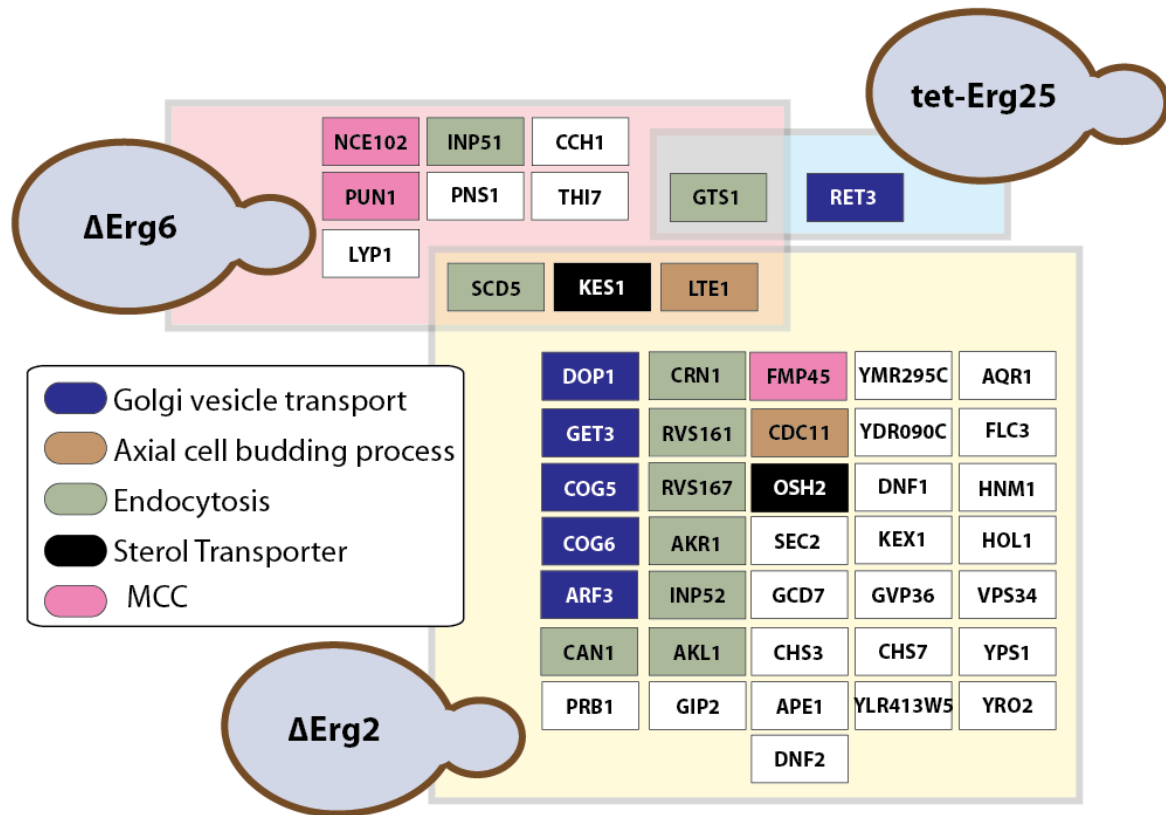 tet-Erg25
NCE102 INP51 CCH1
PUN1 PNS1 THI7
GTS1 RET3
ΔErg6
LYP1
SCD5 KES1 LTE1
Golgi vesicle transport
Axial cell budding process
Endocytosis
Sterol Transporter
MCC
DOP1 CRN1 FMP45 YMR295C AQR1
GET3 RVS161 CDC11 YDR090C FLC3
COG5 RVS167 OSH2 DNF1 HNM1
COG6 AKR1 SEC2 KEX1 HOL1
ARF3 INP52 GCD7 GVP36 VPS34
CAN1 AKL1 CHS3 CHS7 YPS1
PRB1 GIP2 APE1 YLR413W5 YRO2
DNF2
ΔErg2